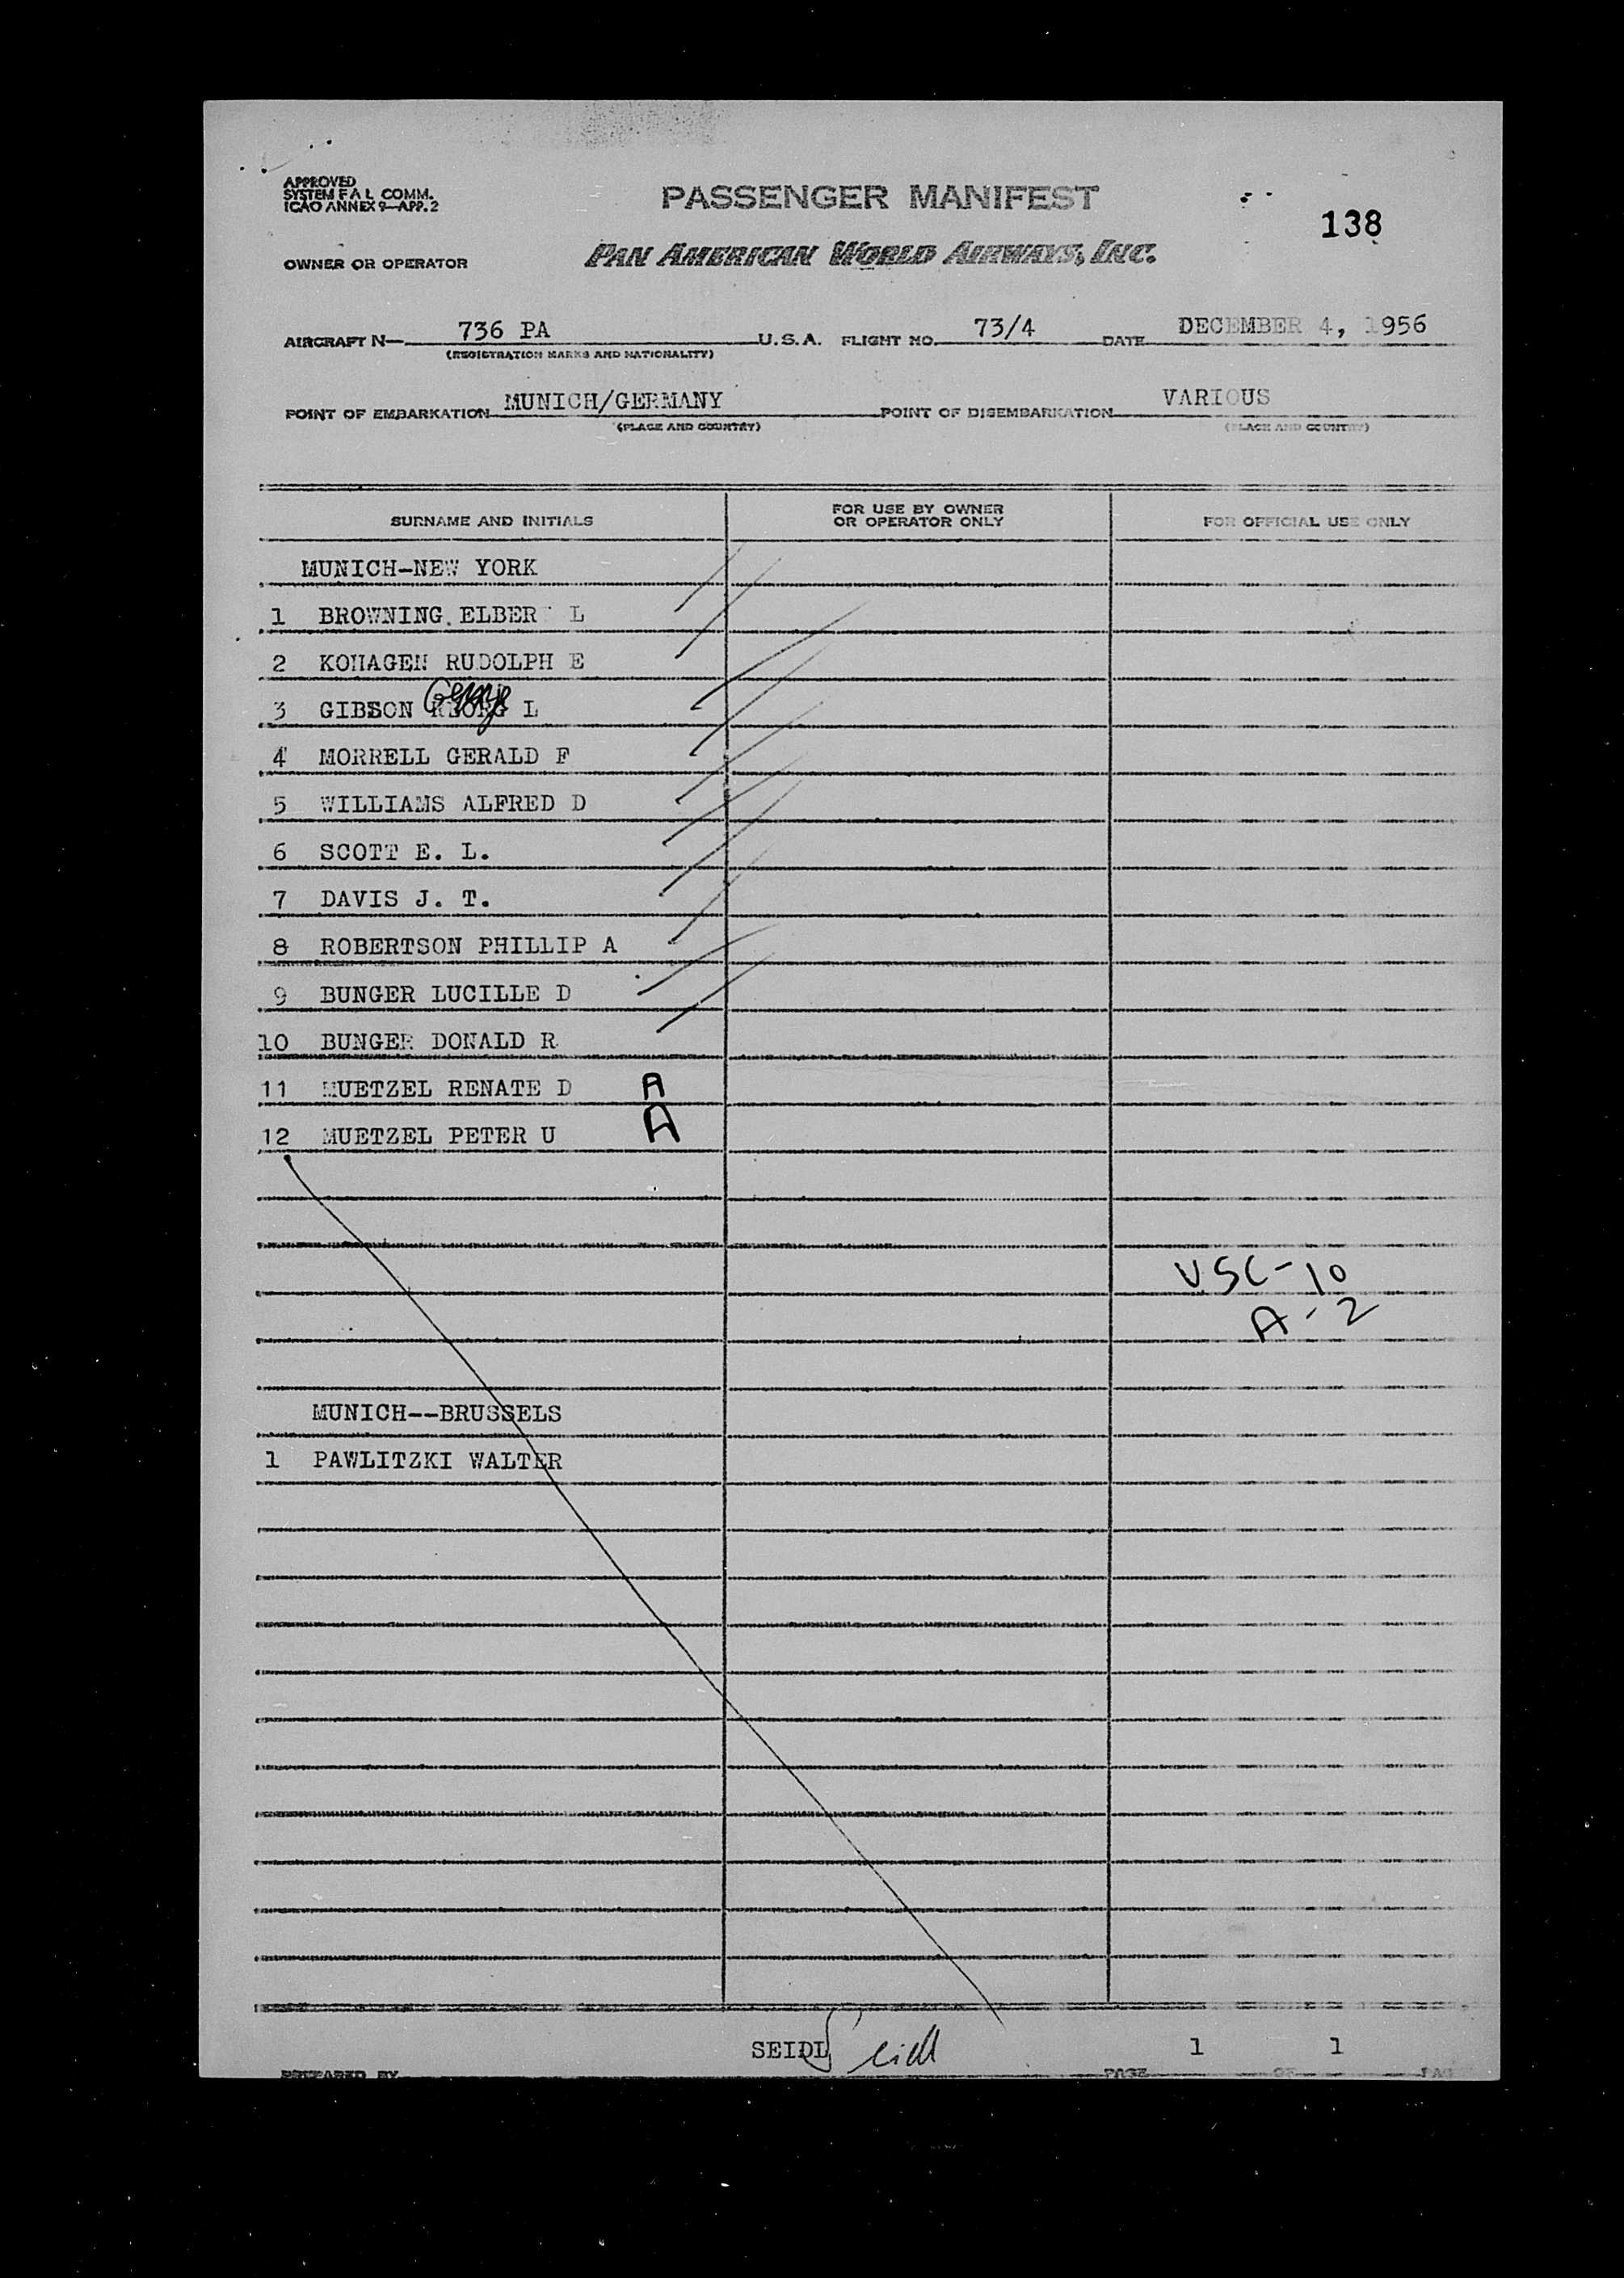 APPROVED
SYSTEM F A L COMM.
ICAO ANNEX 9—APP. 2
PASSENGER MANIFEST
138
OWNER OR OPERATOR
PAN AMERICAN WORLD AIRWAYS, INC.
AIRCRAFT N— 736 PA U.S.A. FLIGHT NO. 73/4 DATE DECEMBER 4, 1956
(REGISTRATION MARKS AND NATIONALITY)
POINT OF EMBARKATION MUNICH/GERMANY POINT OF DISEMBARKATION VARIOUS
(PLACE AND COUNTRY) (PLACE AND COUNTRY)
SURNAME AND INITIALS
FOR USE BY OWNER
OR OPERATOR ONLY
FOR OFFICIAL USE ONLY
MUNICH-NEW YORK
1 BROWNING ELBER L
2 KOHAGEN RUDOLPH E
3 GIBSON L
4 MORRELL GERALD F
5 WILLIAMS ALFRED D
6 SCOTT E. L.
7 DAVIS J. T.
8 ROBERTSON PHILLIP A
9 BUNGER LUCILLE D
10 BUNGER DONALD R
11 MUETZEL RENATE D A
12 MUETZEL PETER U A
USC-10
A-2
MUNICH--BRUSSELS
1 PAWLITZKI WALTER
SEIDL Seidl 1 1
PREPARED BY PAGE OF